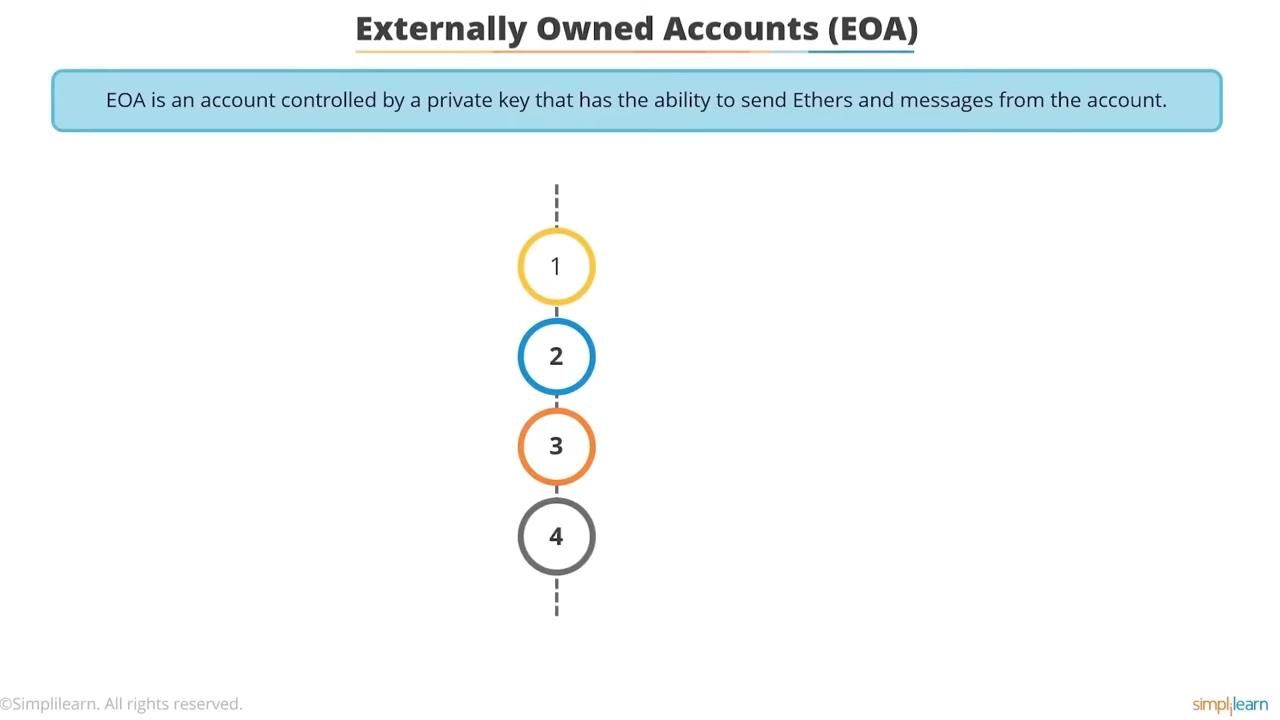 Externally Owned Accounts (EOA)
EOA is an account controlled by a private key that has the ability to send Ethers and messages from the account.
1
2
3
4
©Simplilearn. All rights reserved.
simplilearn